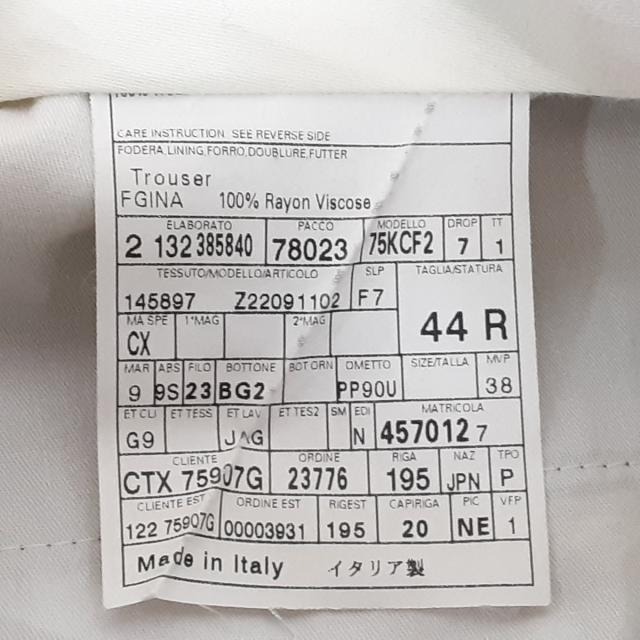 CARE INSTRUCTION SEE REVERSE SIDE
FODERA,LINING,FORRO,DOUBLURE,FUTTER
Trouser
FGINA 100% Rayon Viscose
ELABORATO PACCO MODELLO DROP TT
2 132 385840 78023 75KCF2 7 1
TESSUTO/MODELLO/ARTICOLO SLP TAGLIA/STATURA
145897 Z22091102 F7
44 R
MA SPE 1°MAG 2°MAG
CX
MAR ABS FILO BOTTONE BOT ORN OMETTO SIZE/TALLA MVP
9 9S 23 BG2 PP90U 38
ET CLI ET TESS ET LAV ET TES2 SM EDI MATRICOLA
G9 JAG N 457012 7
CLIENTE ORDINE RIGA NAZ TPO
CTX 75907G 23776 195 JPN P
CLIENTE EST ORDINE EST RIGEST CAPIRIGA PIC VFP
122 75907G 00003931 195 20 NE 1
Made in Italy イタリア製